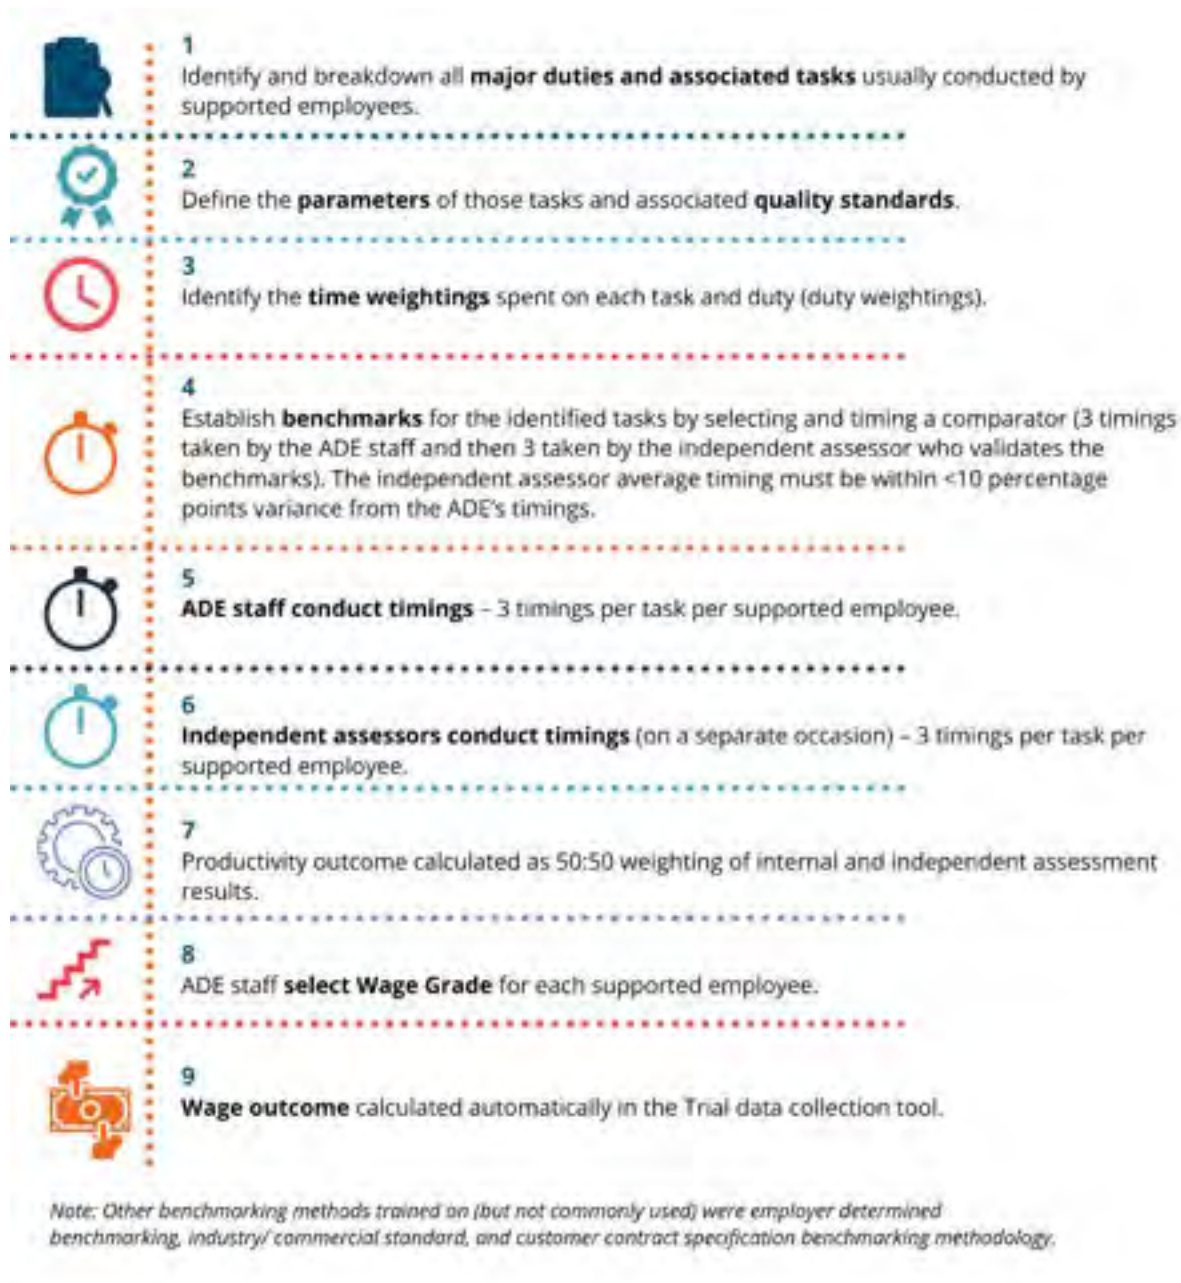 1
Identify and breakdown all major duties and associated tasks usually conducted by
supported employees.
2
Define the parameters of those tasks and associated quality standards.
3
Identify the time weightings spent on each task and duty (duty weightings).
4
Establish benchmarks for the identified tasks by selecting and timing a comparator (3 timings
taken by the ADE staff and then 3 taken by the independent assessor who validates the
benchmarks). The independent assessor average timing must be within <10 percentage
points variance from the ADE's timings.
5
ADE staff conduct timings – 3 timings per task per supported employee.
6
Independent assessors conduct timings (on a separate occasion) – 3 timings per task per
supported employee.
7
Productivity outcome calculated as 50:50 weighting of internal and independent assessment
results.
8
ADE staff select Wage Grade for each supported employee.
9
Wage outcome calculated automatically in the Trial data collection tool.
Note: Other benchmarking methods trained on (but not commonly used) were employer determined
benchmarking, industry/ commercial standard, and customer contract specification benchmarking methodology.